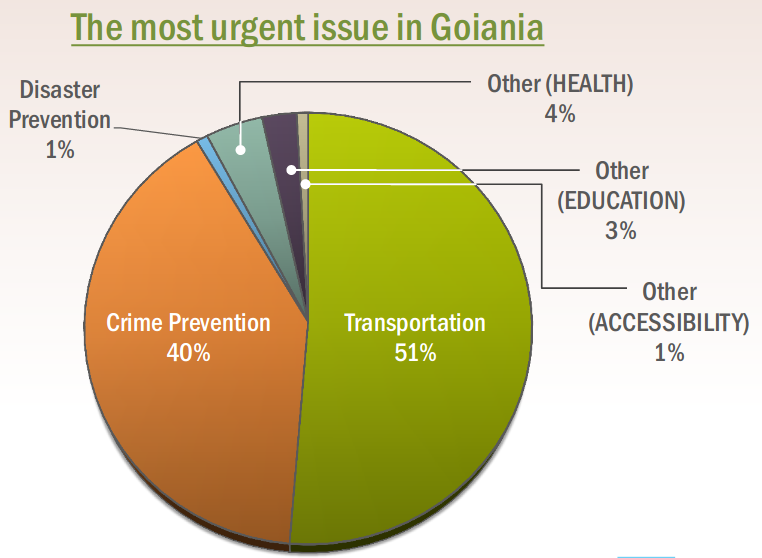 The most urgent issue in Goiania
Disaster
Prevention
1%
Other (HEALTH)
4%
Other
(EDUCATION)
3%
Other
(ACCESSIBILITY)
1%
Crime Prevention
40%
Transportation
51%